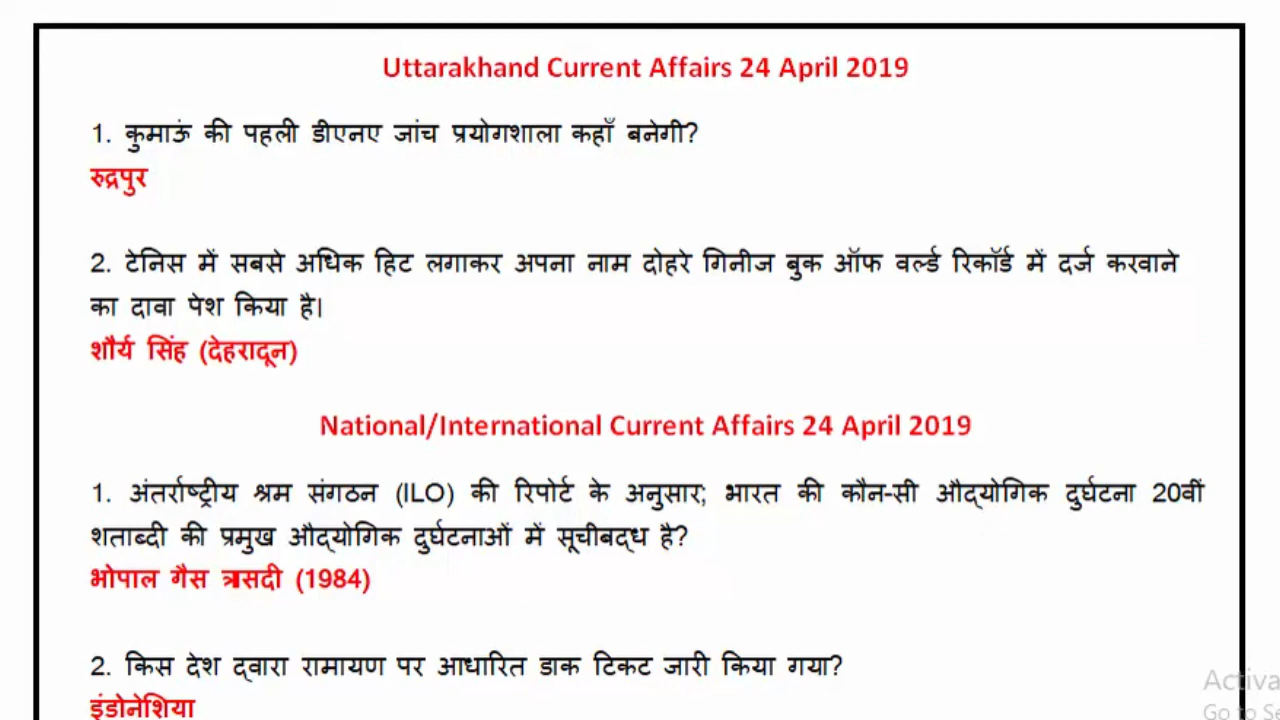 Uttarakhand Current Affairs 24 April 2019
1. कुमाऊं की पहली डीएनए जांच प्रयोगशाला कहाँ बनेगी?
रुद्रपुर
2. टेनिस में सबसे अधिक हिट लगाकर अपना नाम दोहरे गिनीज बुक ऑफ वर्ल्ड रिकॉर्ड में दर्ज करवाने
का दावा पेश किया है।
शौर्य सिंह (देहरादून)
National/International Current Affairs 24 April 2019
1. अंतर्राष्ट्रीय श्रम संगठन (ILO) की रिपोर्ट के अनुसार; भारत की कौन-सी औद्योगिक दुर्घटना 20वीं
शताब्दी की प्रमुख औद्योगिक दुर्घटनाओं में सूचीबद्ध है?
भोपाल गैस त्रासदी (1984)
2. किस देश द्वारा रामायण पर आधारित डाक टिकट जारी किया गया?
इंडोनेशिया
Activa
Go to Se